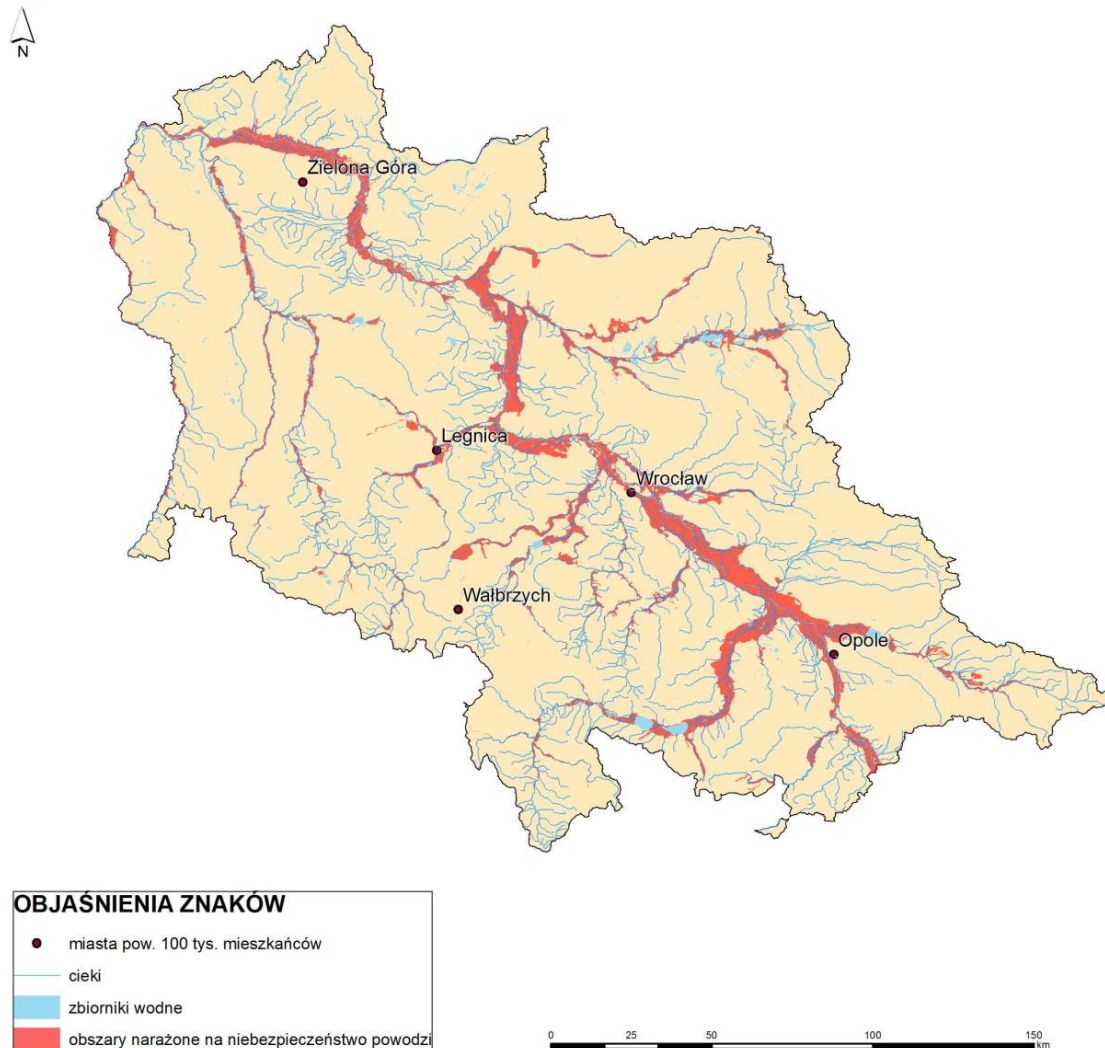 N
Zielona Góra
Legnica
Wrocław
Wałbrzych
Opole
OBJAŚNIENIA ZNAKÓW
miasta pow. 100 tys. mieszkańców
cieki
zbiorniki wodne
obszary narażone na niebezpieczeństwo powodzi
0 25 50 100 150
km